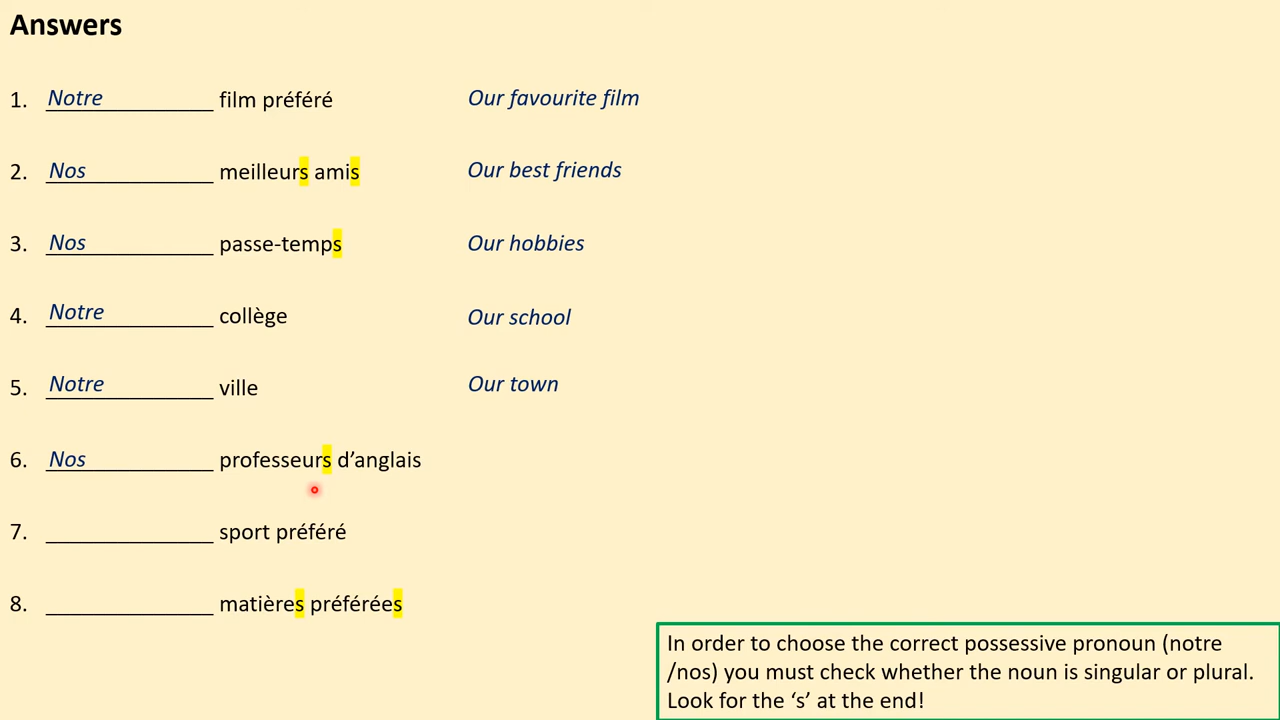 Answers
1. Notre film préféré Our favourite film
2. Nos meilleurs amis Our best friends
3. Nos passe-temps Our hobbies
4. Notre collège Our school
5. Notre ville Our town
6. Nos professeurs d’anglais
7. ______________ sport préféré
8. ______________ matières préférées
In order to choose the correct possessive pronoun (notre
/nos) you must check whether the noun is singular or plural.
Look for the ‘s’ at the end!